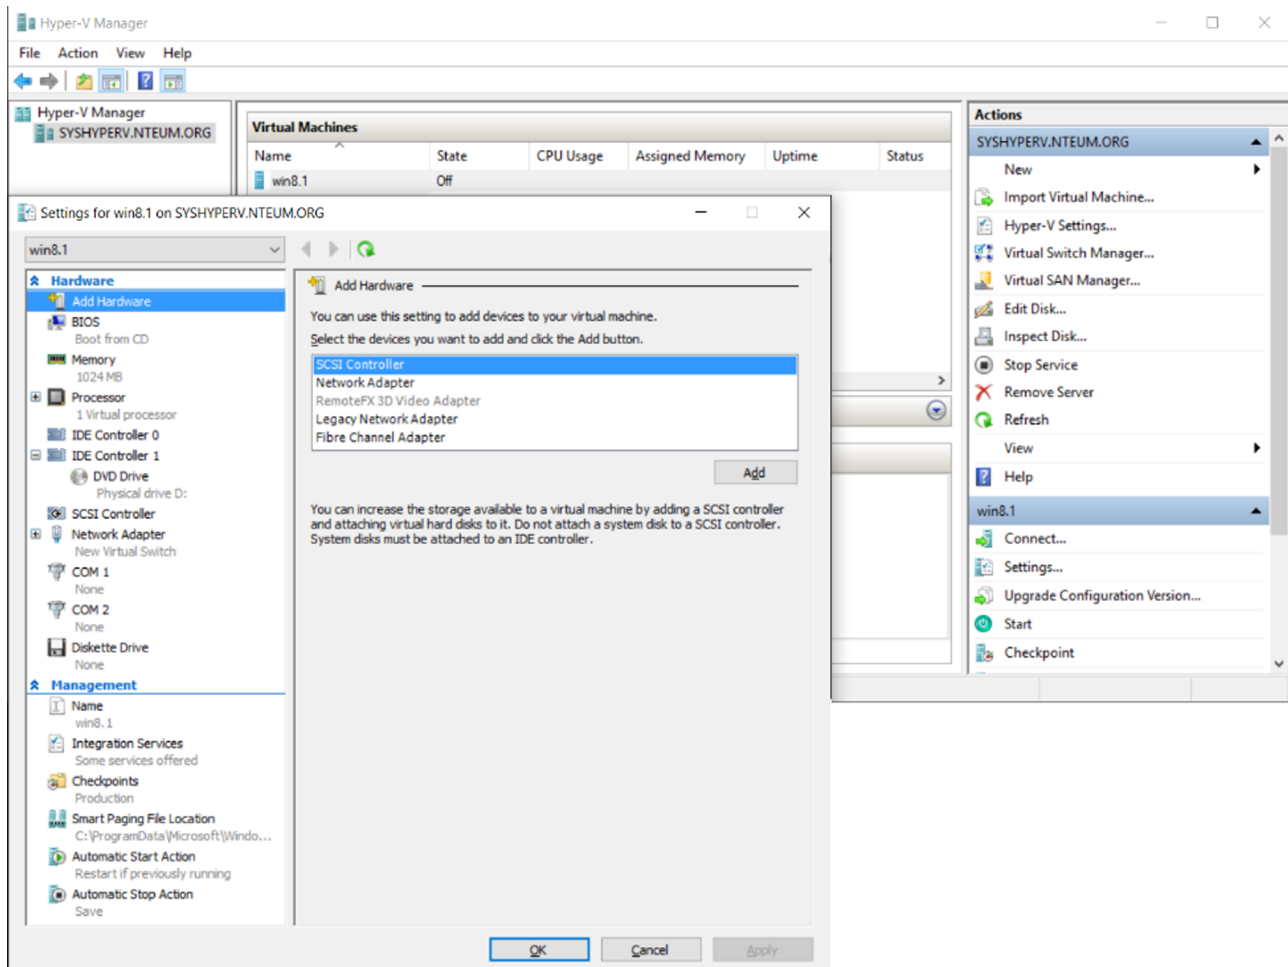 Hyper-V Manager
File Action View Help
Hyper-V Manager
SYSHYPERV.NTEUM.ORG
Virtual Machines
Name State CPU Usage Assigned Memory Uptime Status
win8.1 Off
Actions
SYSHYPERV.NTEUM.ORG
New
Import Virtual Machine...
Hyper-V Settings...
Virtual Switch Manager...
Virtual SAN Manager...
Edit Disk...
Inspect Disk...
Stop Service
Remove Server
Refresh
View
Help
win8.1
Connect...
Settings...
Upgrade Configuration Version...
Start
Checkpoint
Settings for win8.1 on SYSHYPERV.NTEUM.ORG
win8.1
Hardware
Add Hardware
BIOS
Boot from CD
Memory
1024 MB
Processor
1 Virtual processor
IDE Controller 0
IDE Controller 1
DVD Drive
Physical drive D:
SCSI Controller
Network Adapter
New Virtual Switch
COM 1
None
COM 2
None
Diskette Drive
None
Management
Name
win8.1
Integration Services
Some services offered
Checkpoints
Production
Smart Paging File Location
C:\ProgramData\Microsoft\Windo...
Automatic Start Action
Restart if previously running
Automatic Stop Action
Save
Add Hardware
You can use this setting to add devices to your virtual machine.
Select the devices you want to add and click the Add button.
SCSI Controller
Network Adapter
RemoteFX 3D Video Adapter
Legacy Network Adapter
Fibre Channel Adapter
Add
You can increase the storage available to a virtual machine by adding a SCSI controller
and attaching virtual hard disks to it. Do not attach a system disk to a SCSI controller.
System disks must be attached to an IDE controller.
OK Cancel Apply